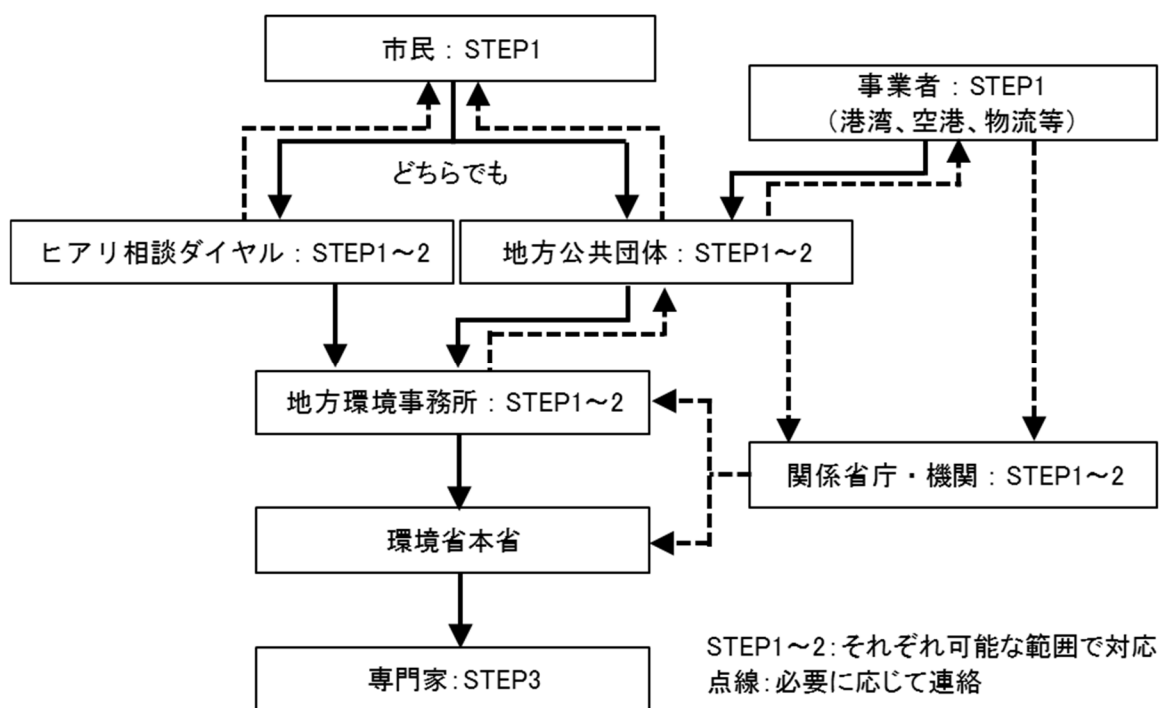 市民：STEP1
事業者：STEP1
（港湾、空港、物流等）
どちらでも
ヒアリ相談ダイヤル：STEP1～2
地方公共団体：STEP1～2
地方環境事務所：STEP1～2
関係省庁・機関：STEP1～2
環境省本省
専門家：STEP3
STEP1～2：それぞれ可能な範囲で対応
点線：必要に応じて連絡